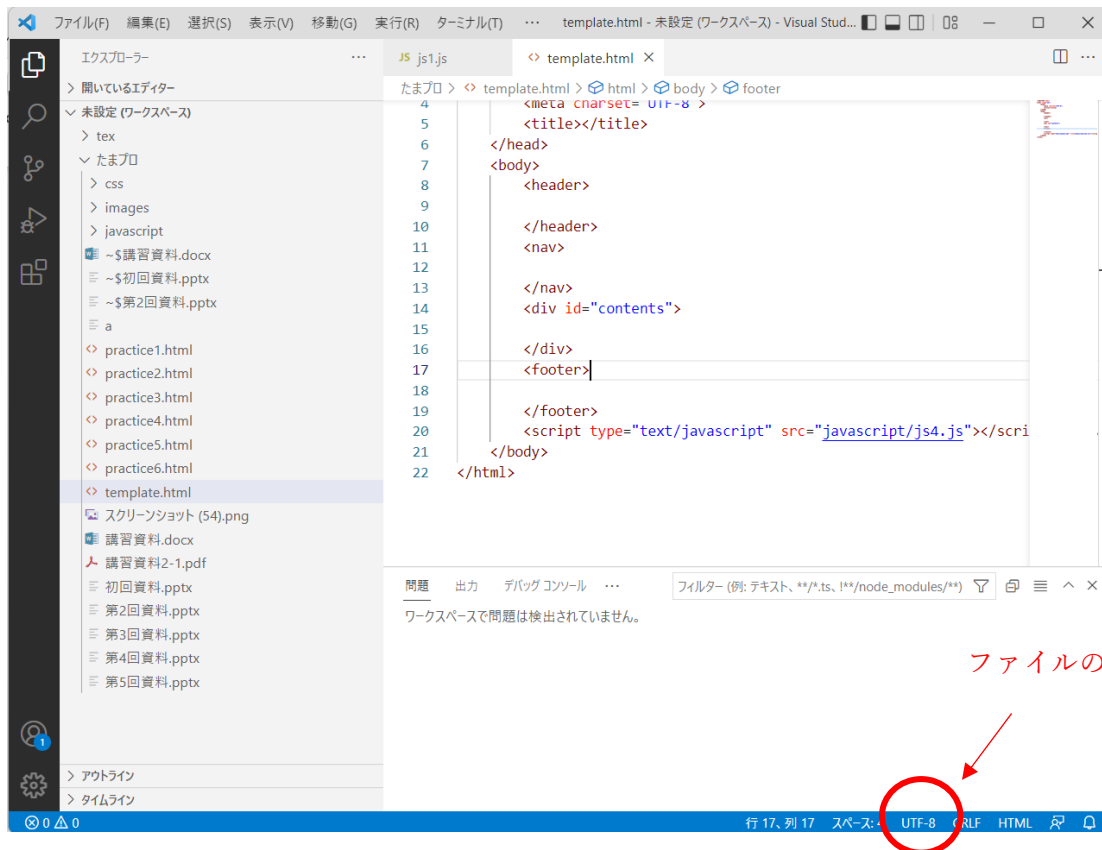 ファイル(F) 編集(E) 選択(S) 表示(V) 移動(G) 実行(R) ターミナル(T) ··· template.html - 未設定 (ワークスペース) - Visual Stud...
エクスプローラー ···
JS js1.js <> template.html ×
> 開いているエディター
たまプロ > <> template.html > html > body > footer
∨ 未設定 (ワークスペース)
> tex
∨ たまプロ
> css
> images
> javascript
~$講習資料.docx
~$初回資料.pptx
~$第2回資料.pptx
a
<> practice1.html
<> practice2.html
<> practice3.html
<> practice4.html
<> practice5.html
<> practice6.html
<> template.html
スクリーンショット (54).png
講習資料.docx
講習資料2-1.pdf
初回資料.pptx
第2回資料.pptx
第3回資料.pptx
第4回資料.pptx
第5回資料.pptx
> アウトライン
> タイムライン
4 <meta charset="UTF-8">
5 <title></title>
6 </head>
7 <body>
8 <header>
9
10 </header>
11 <nav>
12
13 </nav>
14 <div id="contents">
15
16 </div>
17 <footer>
18
19 </footer>
20 <script type="text/javascript" src="javascript/js4.js"></scri
21 </body>
22 </html>
問題 出力 デバッグ コンソール ··· フィルター (例: テキスト、**/*.ts、!**/node_modules/**)
ワークスペースで問題は検出されていません。
ファイルの
1
0 0 行 17、列 17 スペース: 4 UTF-8 CRLF HTML